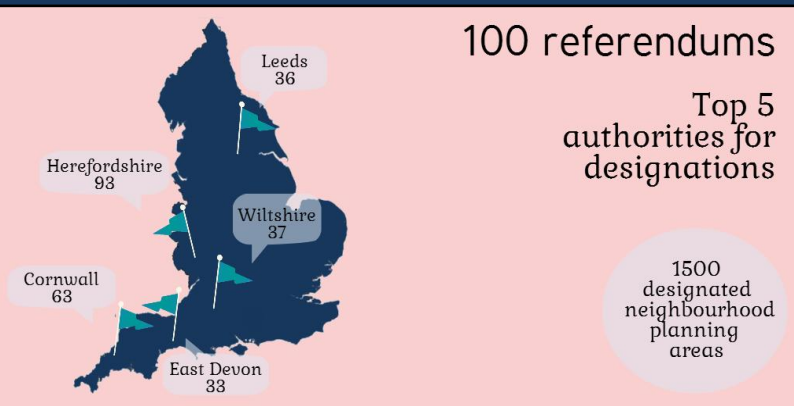 100 referendums
Top 5
authorities for
designations
Leeds
36
Herefordshire
93
Wiltshire
37
Cornwall
63
East Devon
33
1500
designated
neighbourhood
planning
areas